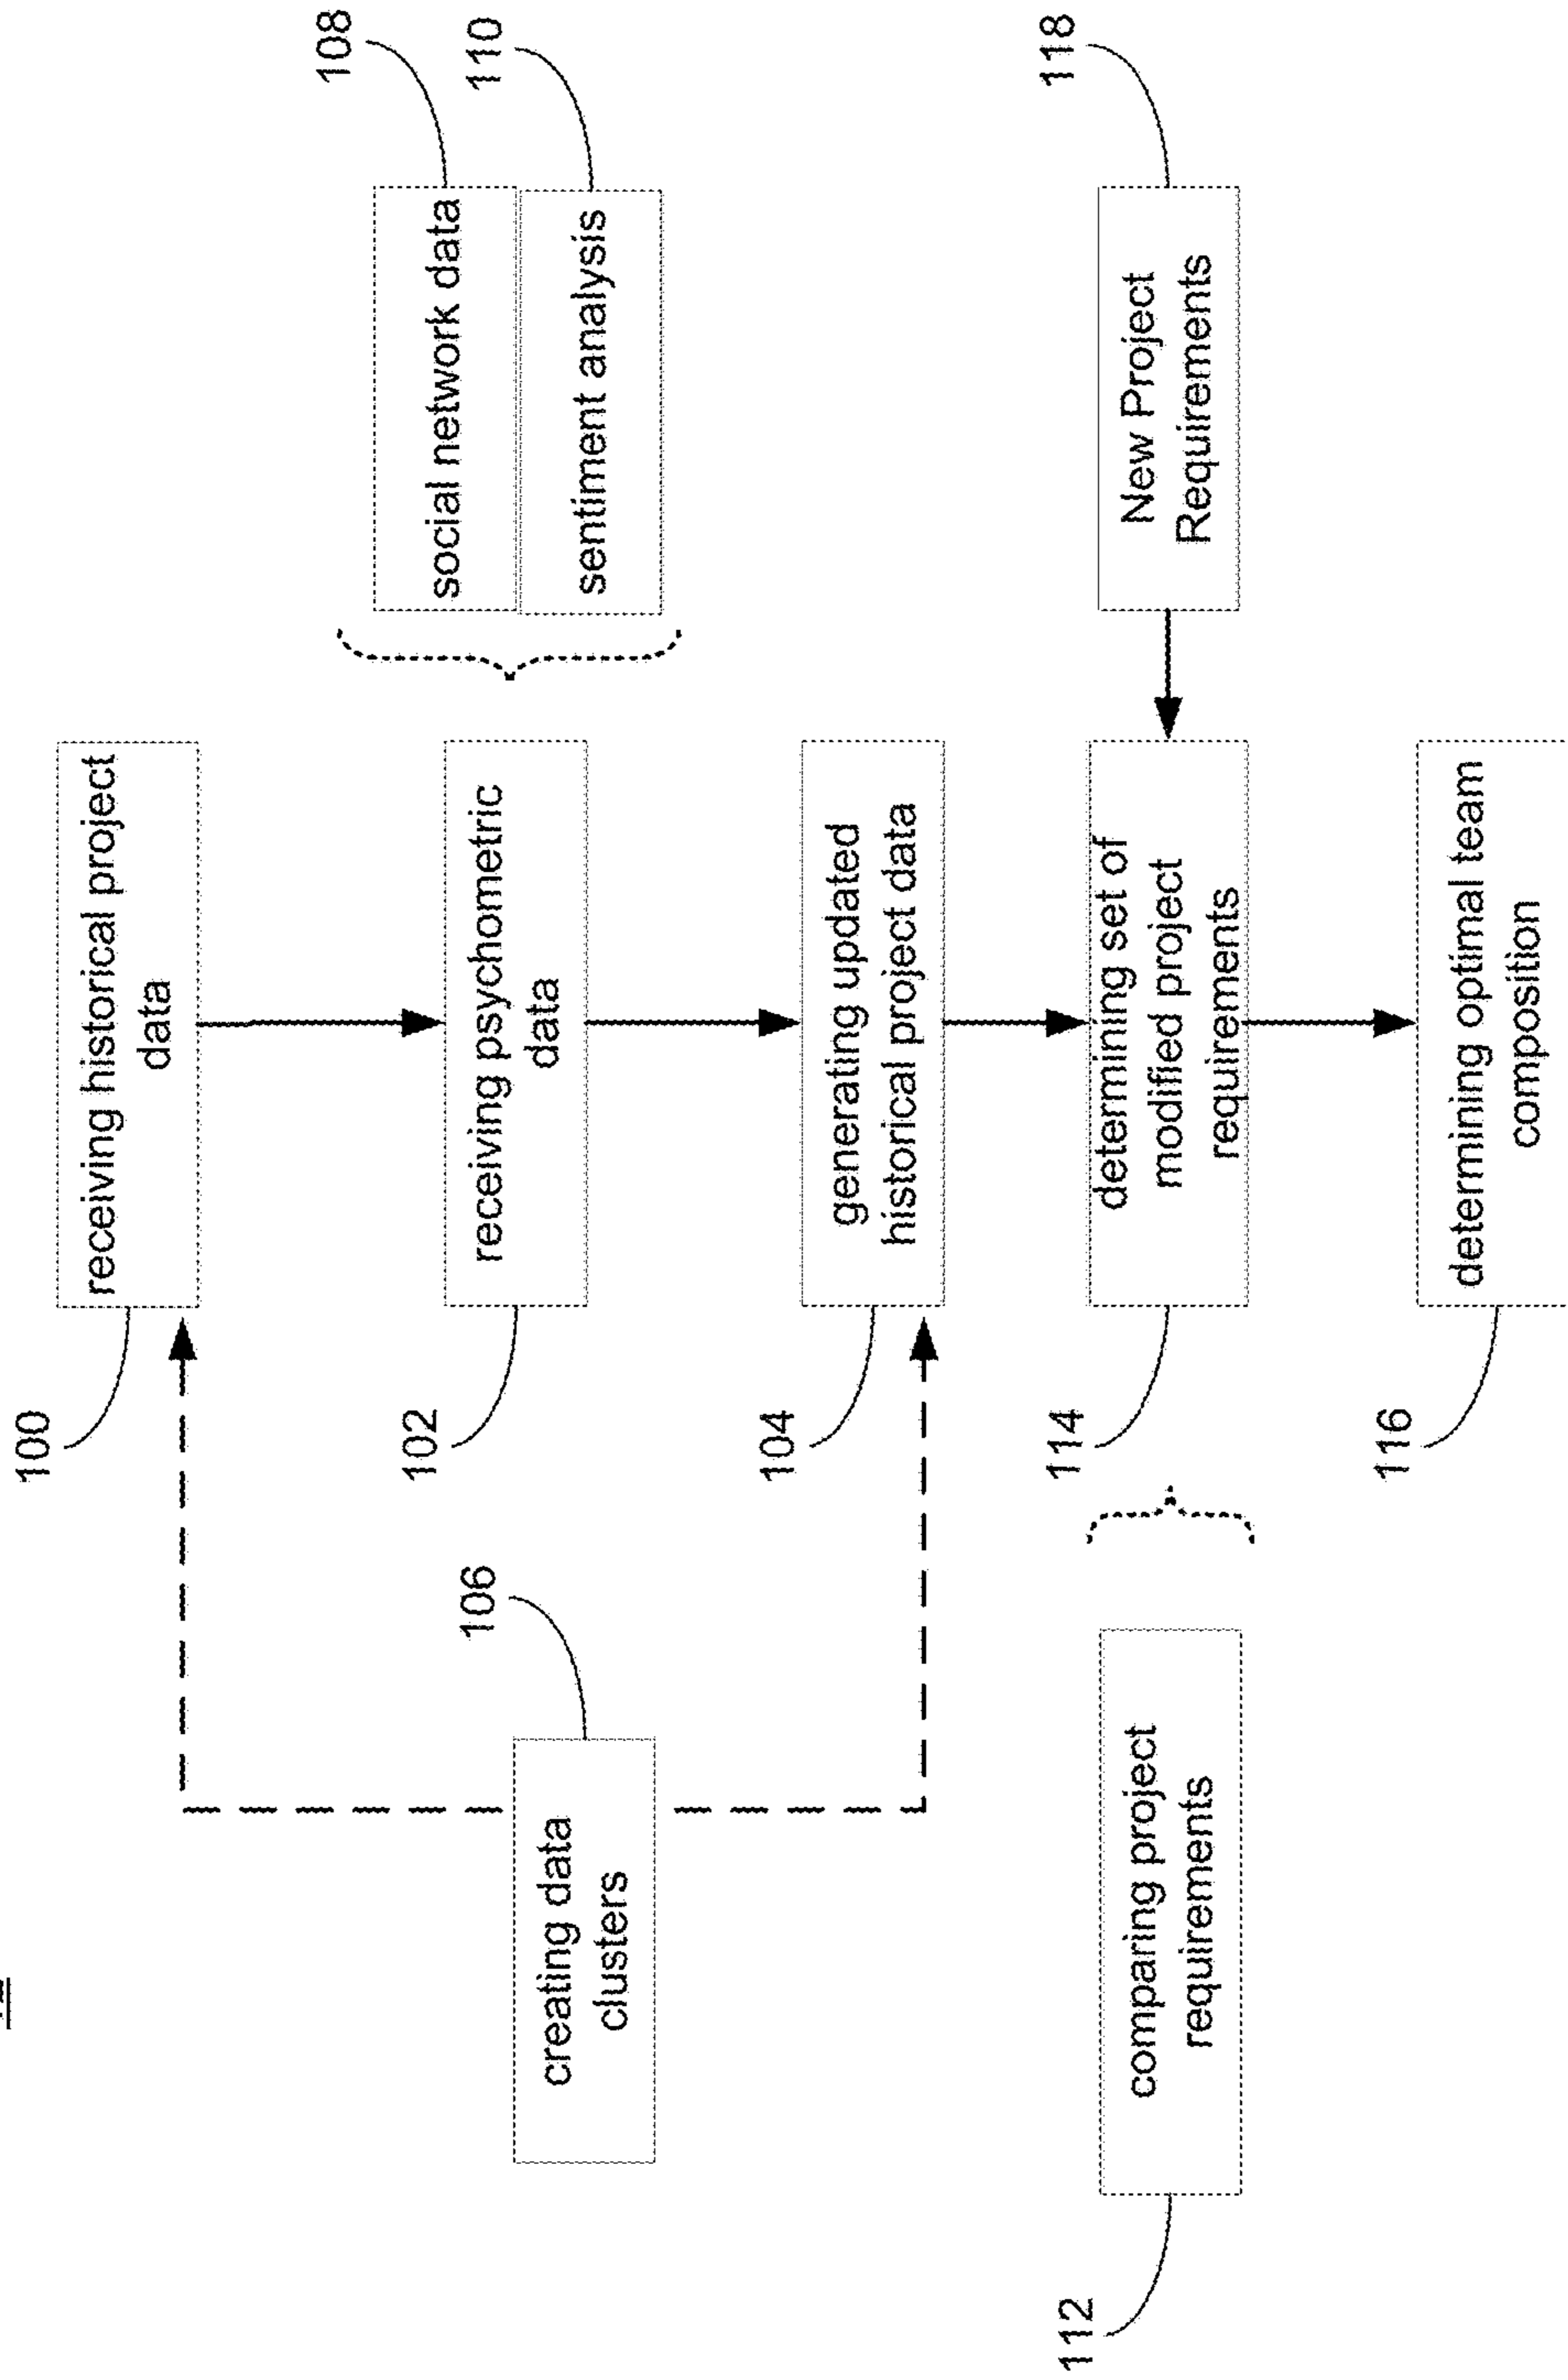 100
receiving historical project
data
108
social network data
102
receiving psychometric
data
110
sentiment analysis
106
creating data
clusters
104
generating updated
historical project data
112
comparing project
requirements
114
determining set of
modified project
requirements
118
New Project
Requirements
116
determining optimal team
composition